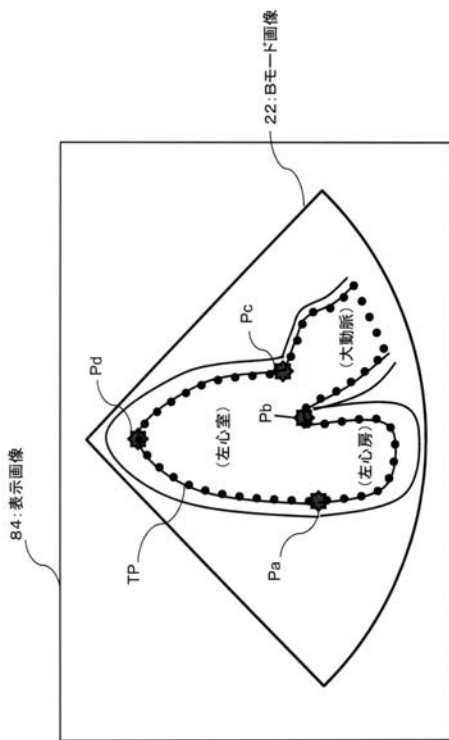 84:表示画像
22:Bモード画像
Pd
TP
Pc
(左心室)
Pb
(大動脈)
Pa
(左心房)